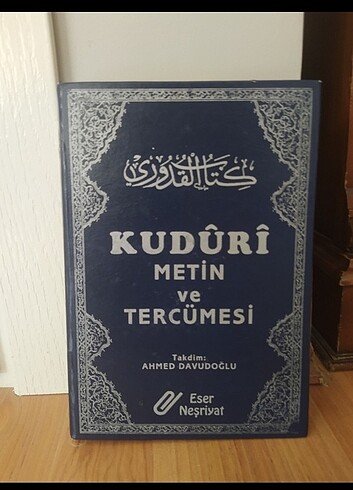 كتاب القدوري
KUDÛRÎ
METİN
ve
TERCÜMESİ
Takdim:
AHMED DAVUDOĞLU
Eser
Neşriyat